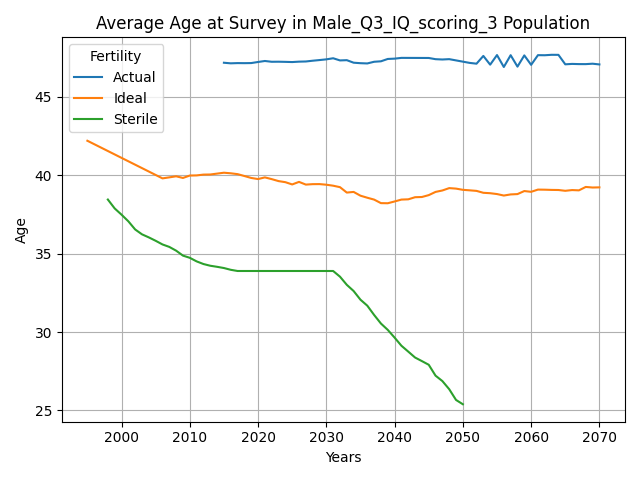 Average Age at Survey in Male_Q3_IQ_scoring_3 Population
Fertility
Actual
Ideal
Sterile
Age
45
40
35
30
25
2000 2010 2020 2030 2040 2050 2060 2070
Years